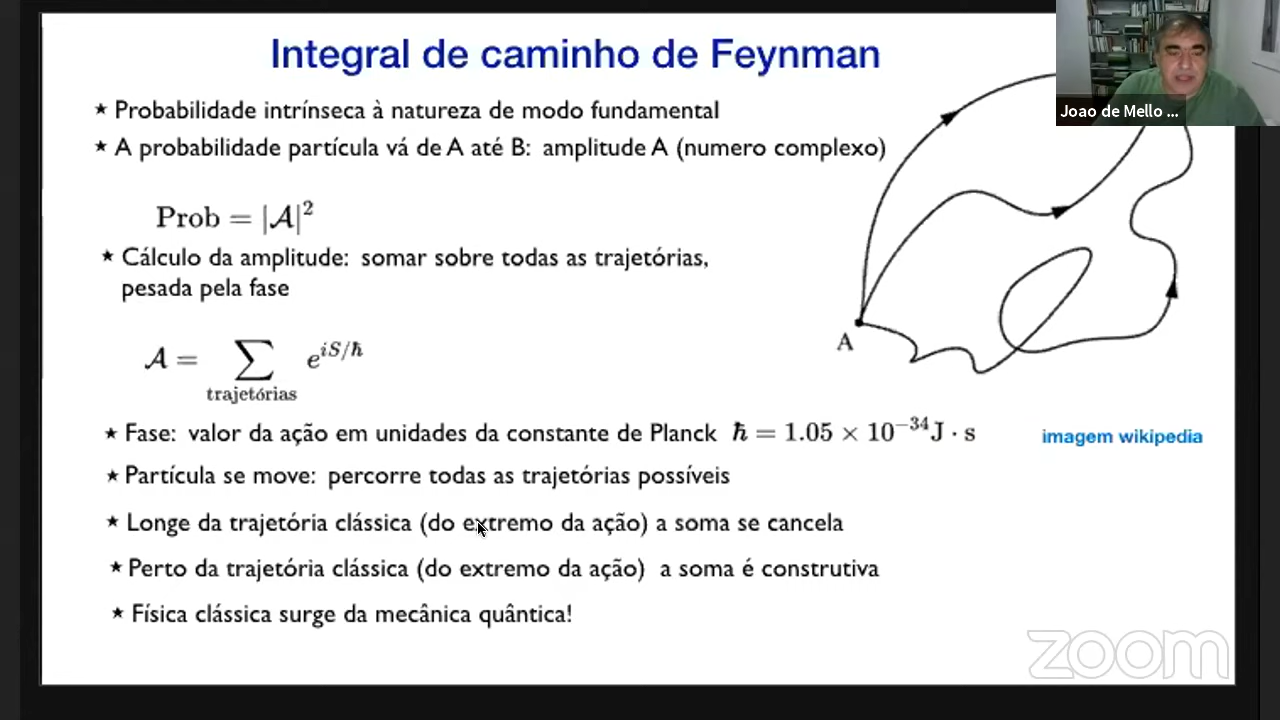 Integral de caminho de Feynman
Joao de Mello ...
★ Probabilidade intrínseca à natureza de modo fundamental
★ A probabilidade partícula vá de A até B: amplitude A (numero complexo)
Prob = |𝒜|²
★ Cálculo da amplitude: somar sobre todas as trajetórias,
pesada pela fase
A
𝒜 = ∑ e^{iS/ħ}
trajetórias
★ Fase: valor da ação em unidades da constante de Planck ħ = 1.05 × 10⁻³⁴ J · s
imagem wikipedia
★ Partícula se move: percorre todas as trajetórias possíveis
★ Longe da trajetória clássica (do extremo da ação) a soma se cancela
★ Perto da trajetória clássica (do extremo da ação) a soma é construtiva
★ Física clássica surge da mecânica quântica!
zoom